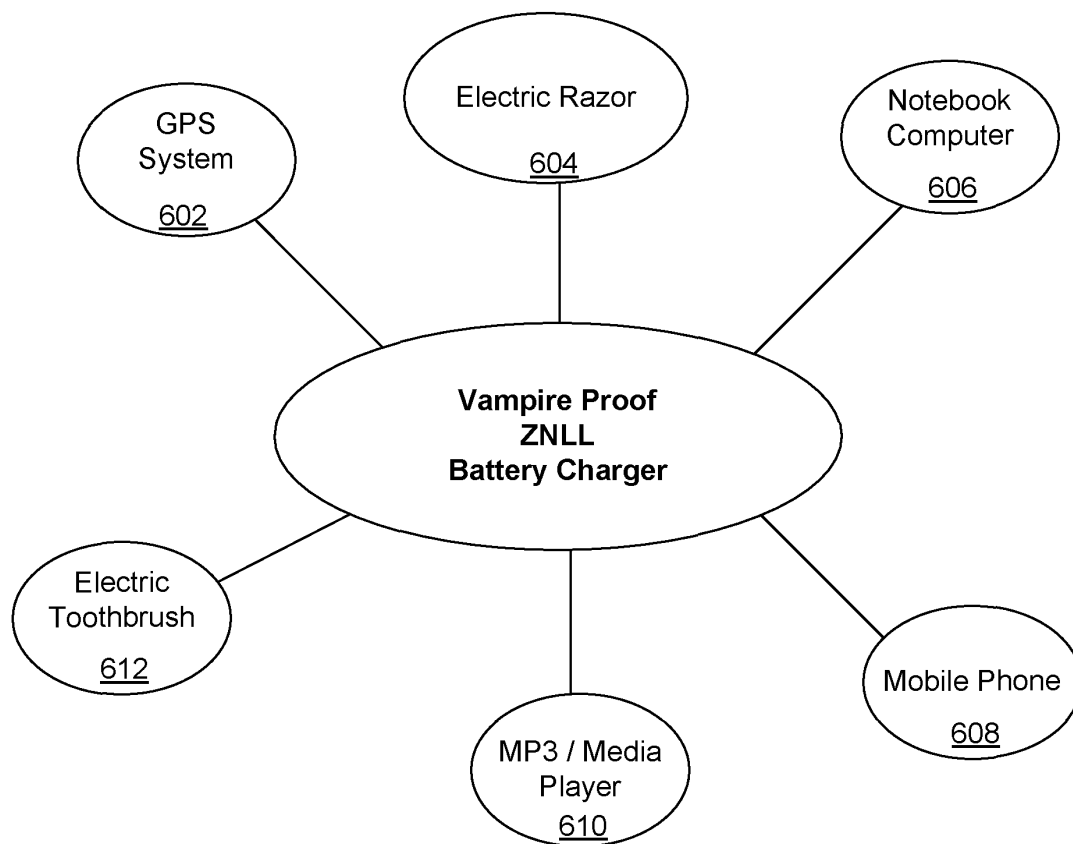 GPS
System
602
Electric Razor
604
Notebook
Computer
606
Vampire Proof
ZNLL
Battery Charger
Electric
Toothbrush
612
MP3 / Media
Player
610
Mobile Phone
608